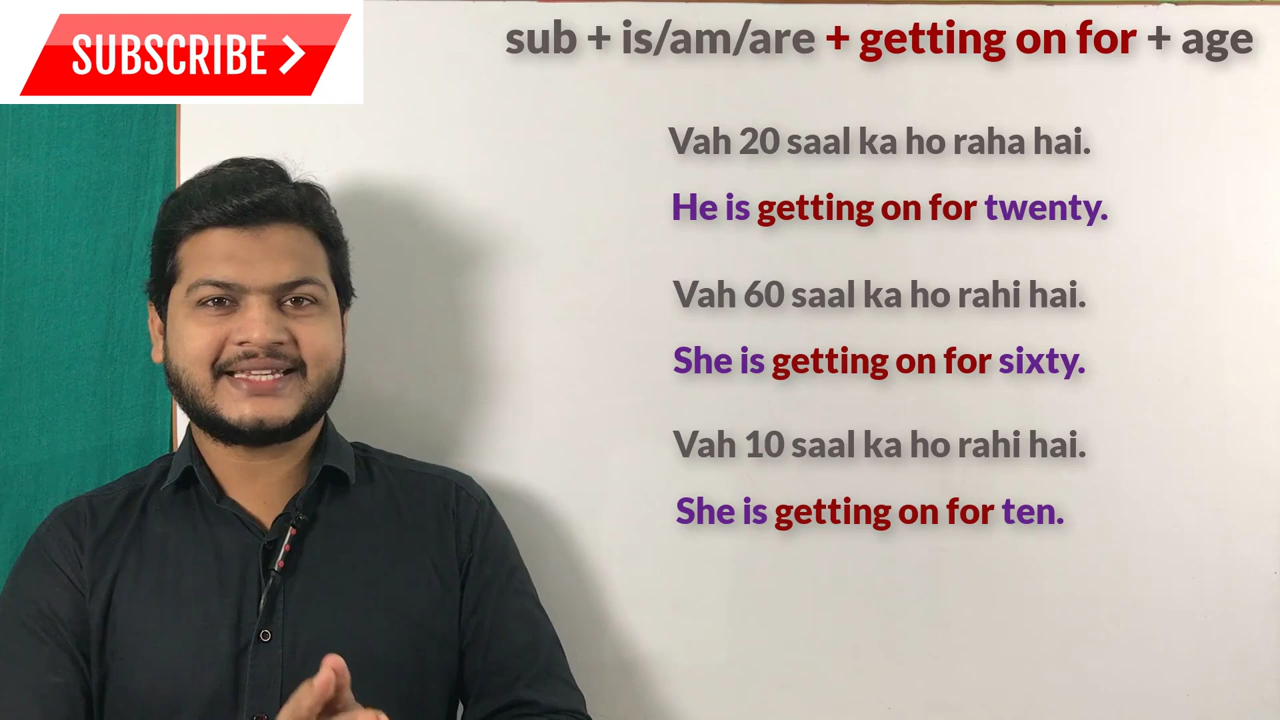 SUBSCRIBE
sub + is/am/are + getting on for + age
Vah 20 saal ka ho raha hai.
He is getting on for twenty.
Vah 60 saal ka ho rahi hai.
She is getting on for sixty.
Vah 10 saal ka ho rahi hai.
She is getting on for ten.